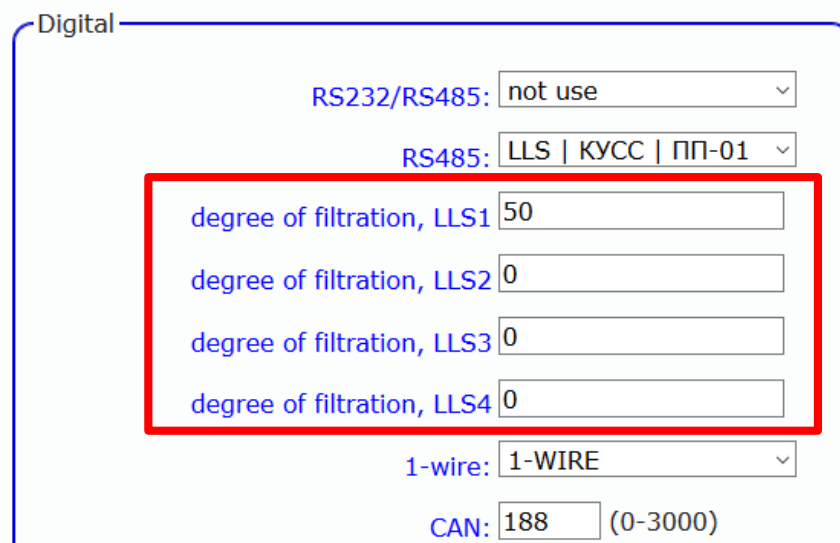 Digital
RS232/RS485: not use
RS485: LLS | КУСС | ПП-01
degree of filtration, LLS1 50
degree of filtration, LLS2 0
degree of filtration, LLS3 0
degree of filtration, LLS4 0
1-wire: 1-WIRE
CAN: 188 (0-3000)